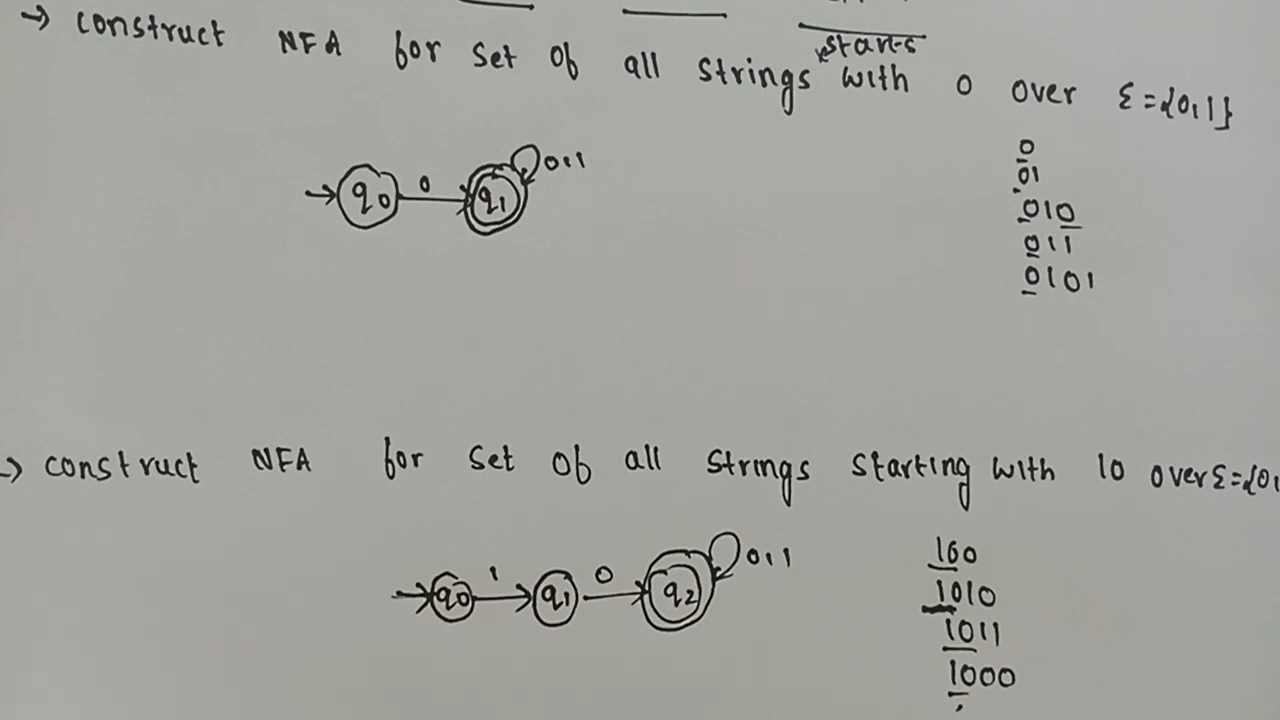 → construct NFA for set of all strings starts with 0 over Σ={0,1}
0
01
010
011
0101
→ q0 0 q1 0,1
→ construct NFA for set of all strings starting with 10 over Σ={0,
→ q0 1 q1 0 q2 0,1
100
1010
1011
1000